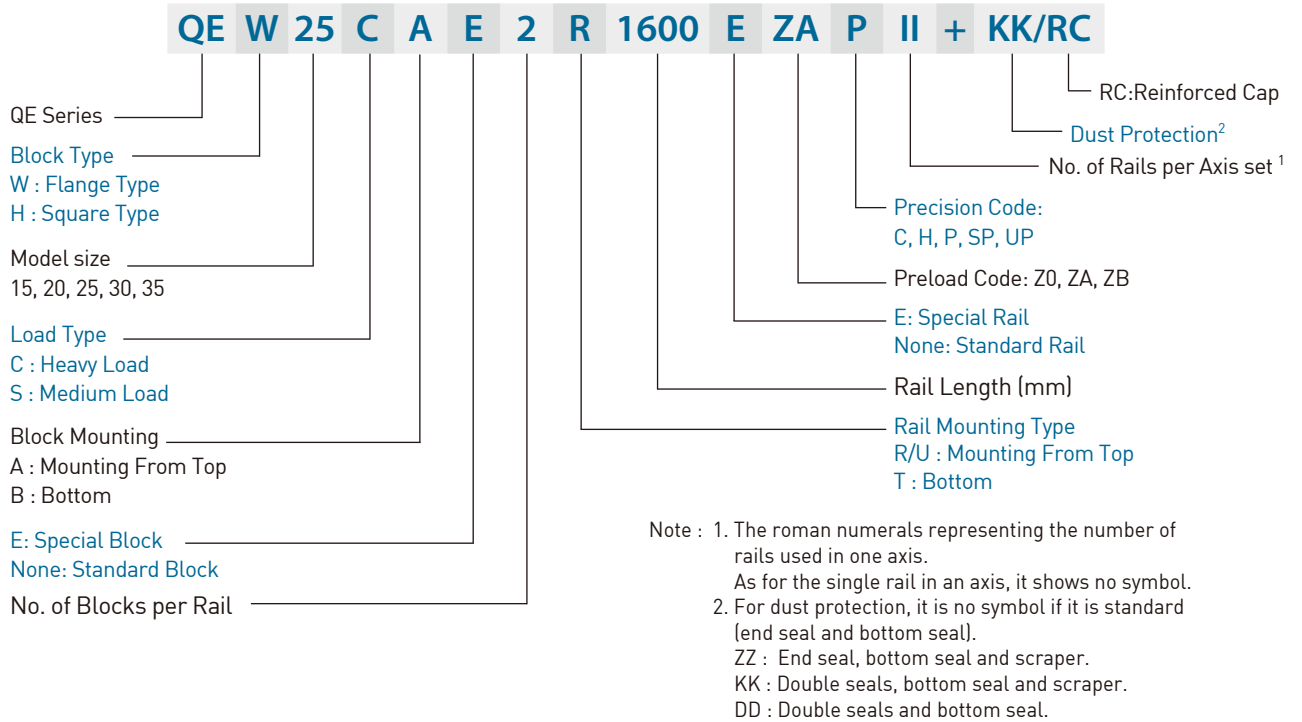 QE W 25 C A E 2 R 1600 E ZA P II + KK/RC
QE Series
Block Type
W : Flange Type
H : Square Type
Model size
15, 20, 25, 30, 35
Load Type
C : Heavy Load
S : Medium Load
Block Mounting
A : Mounting From Top
B : Bottom
E: Special Block
None: Standard Block
No. of Blocks per Rail
RC:Reinforced Cap
Dust Protection2
No. of Rails per Axis set 1
Precision Code:
C, H, P, SP, UP
Preload Code: Z0, ZA, ZB
E: Special Rail
None: Standard Rail
Rail Length (mm)
Rail Mounting Type
R/U : Mounting From Top
T : Bottom
Note : 1. The roman numerals representing the number of
rails used in one axis.
As for the single rail in an axis, it shows no symbol.
2. For dust protection, it is no symbol if it is standard
(end seal and bottom seal).
ZZ : End seal, bottom seal and scraper.
KK : Double seals, bottom seal and scraper.
DD : Double seals and bottom seal.